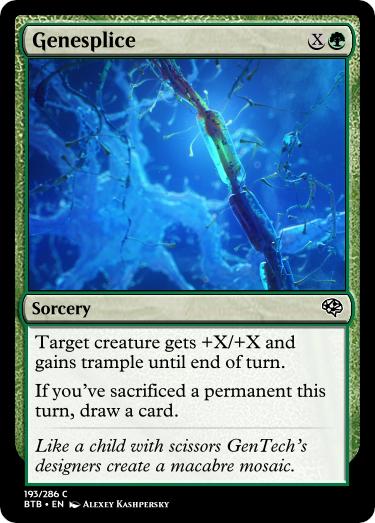 Genesplice X
Sorcery
Target creature gets +X/+X and
gains trample until end of turn.
If you've sacrificed a permanent this
turn, draw a card.
Like a child with scissors GenTech's
designers create a macabre mosaic.
193/286 C
BTB • EN Alexey Kashpersky